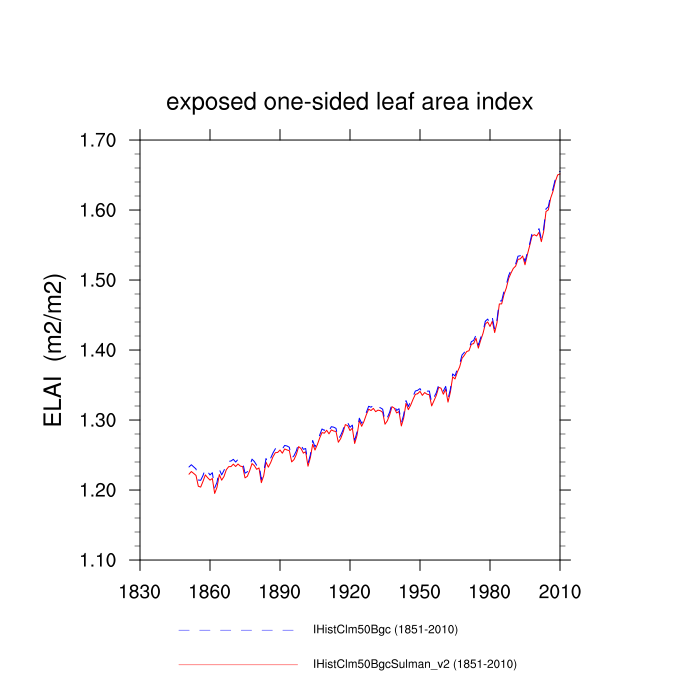 exposed one-sided leaf area index
1.70
1.60
1.50
1.40
1.30
1.20
1.10
ELAI (m2/m2)
1830 1860 1890 1920 1950 1980 2010
IHistClm50Bgc (1851-2010)
IHistClm50BgcSulman_v2 (1851-2010)